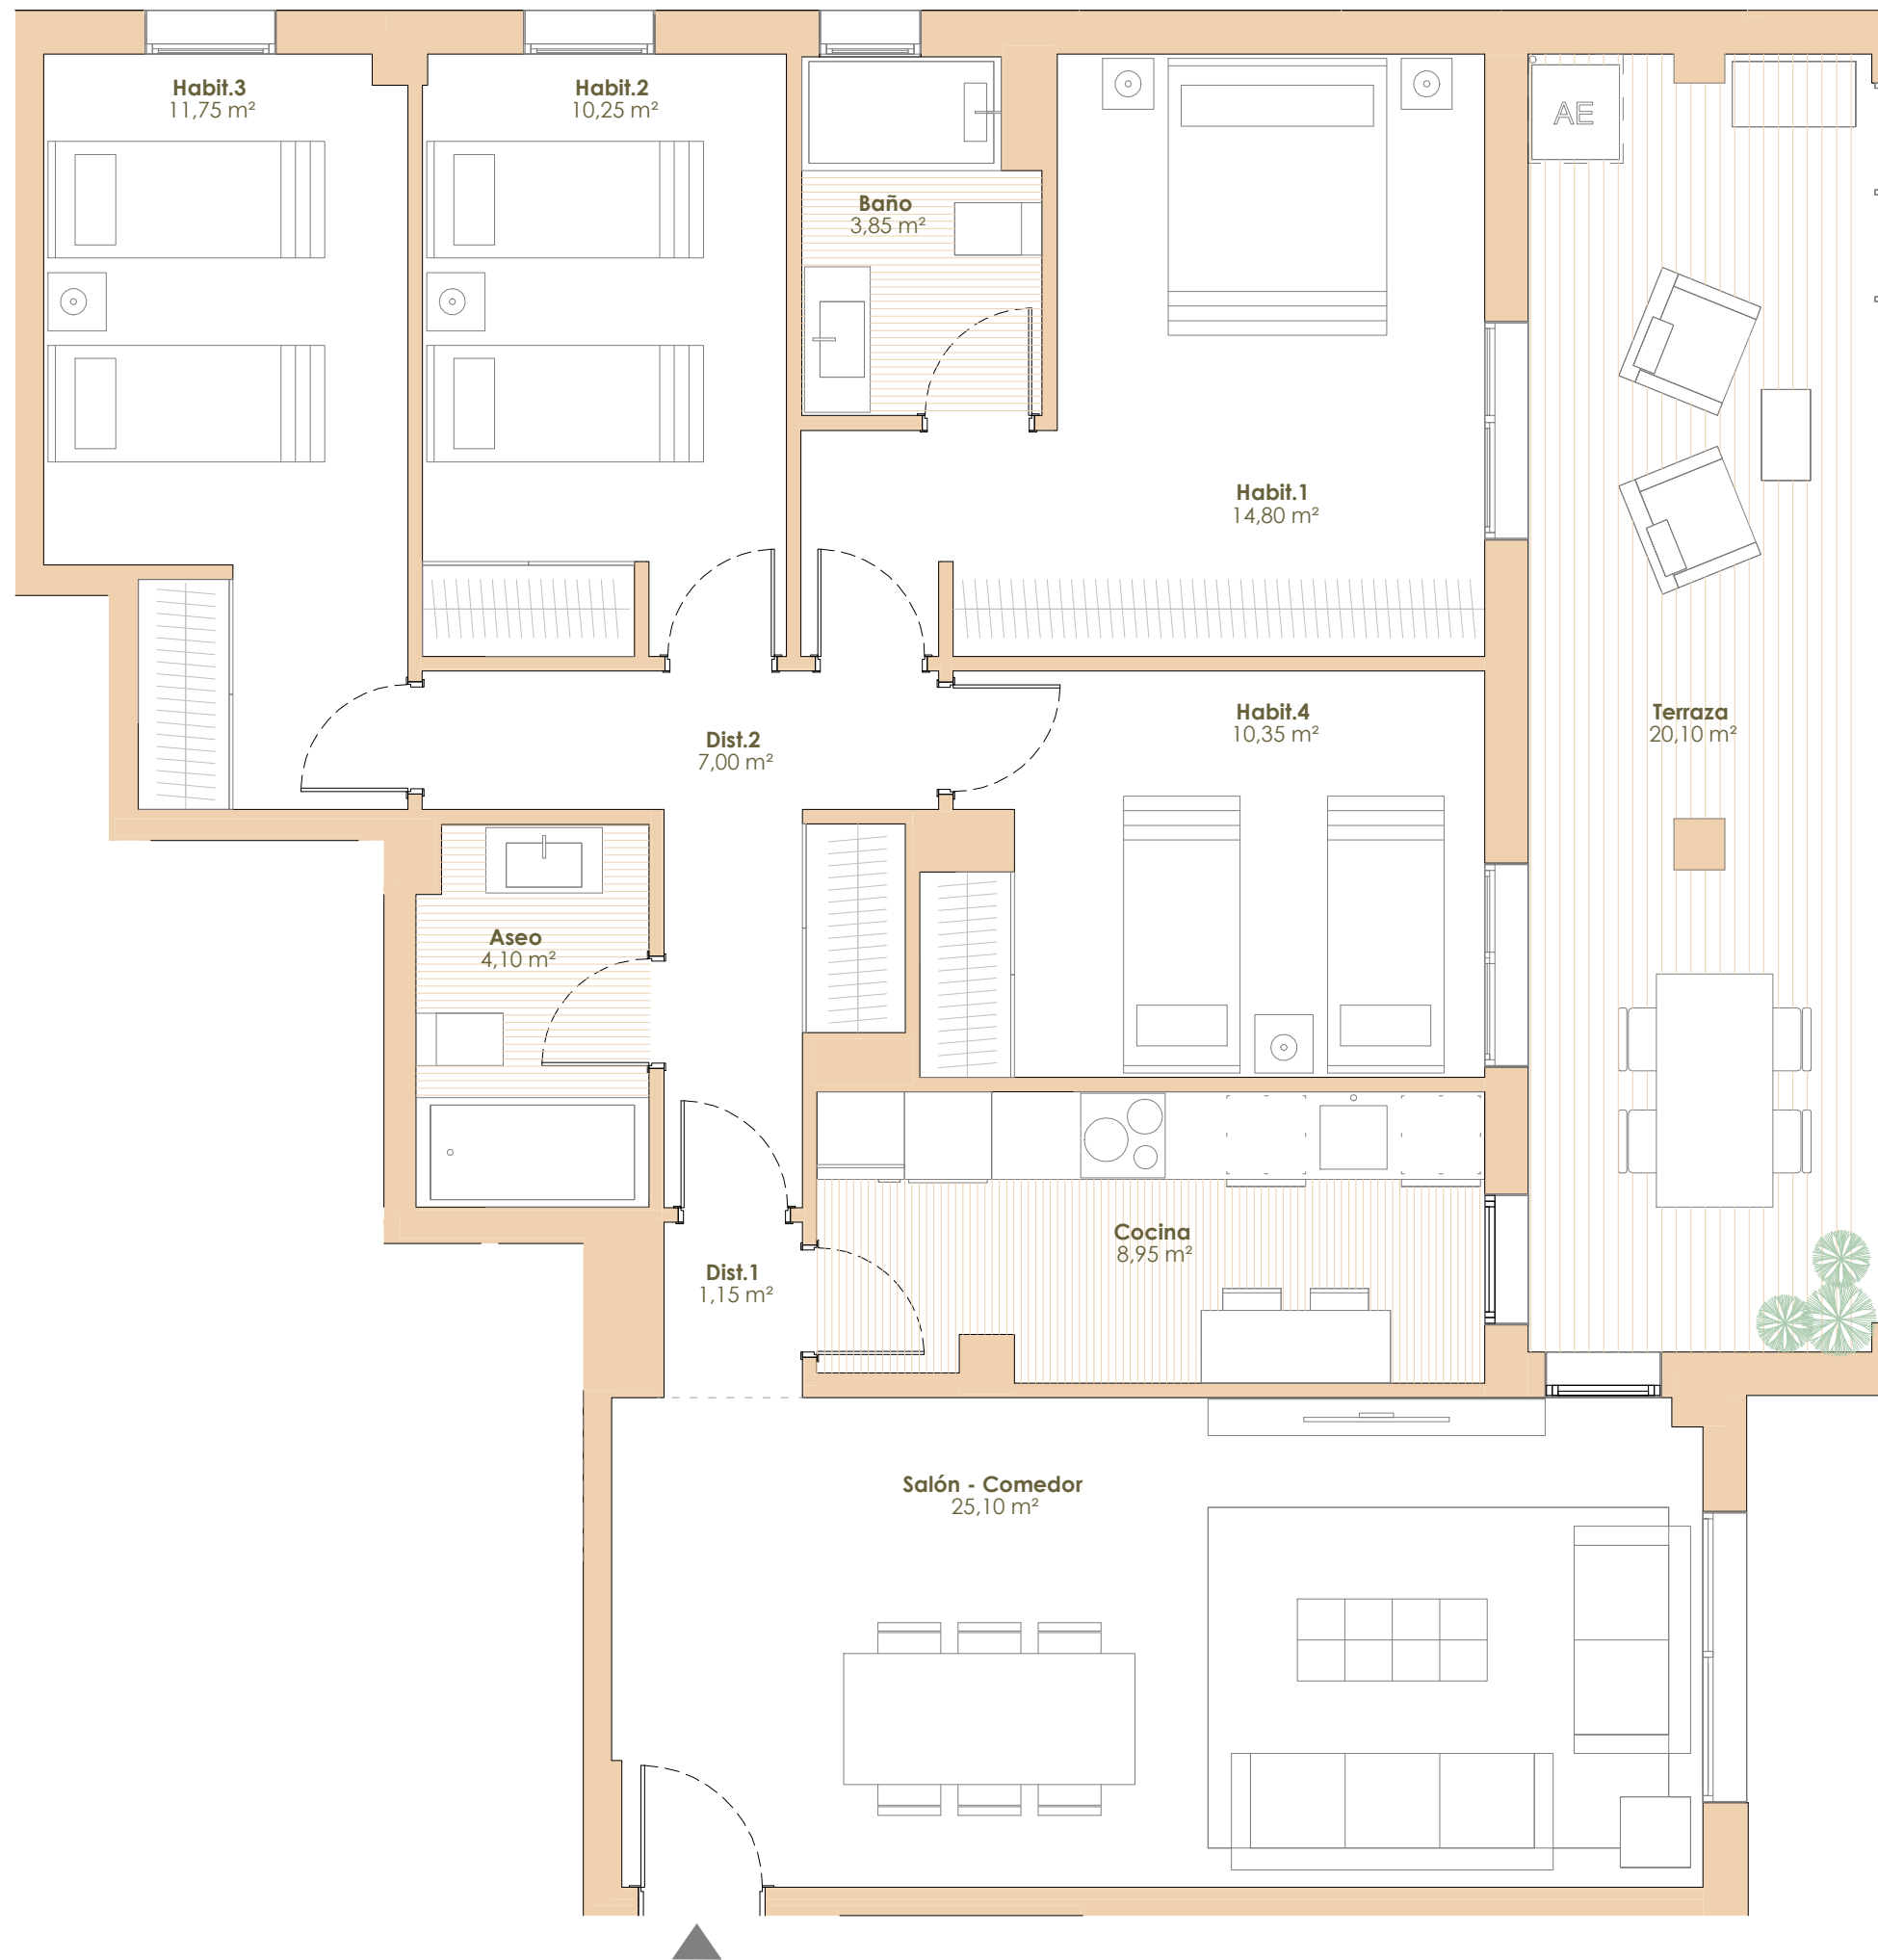 Habit.3
11,75 m²
Habit.2
10,25 m²
Baño
3,85 m²
AE
Habit.1
14,80 m²
Dist.2
7,00 m²
Habit.4
10,35 m²
Terraza
20,10 m²
Aseo
4,10 m²
Cocina
8,95 m²
Dist.1
1,15 m²
Salón - Comedor
25,10 m²